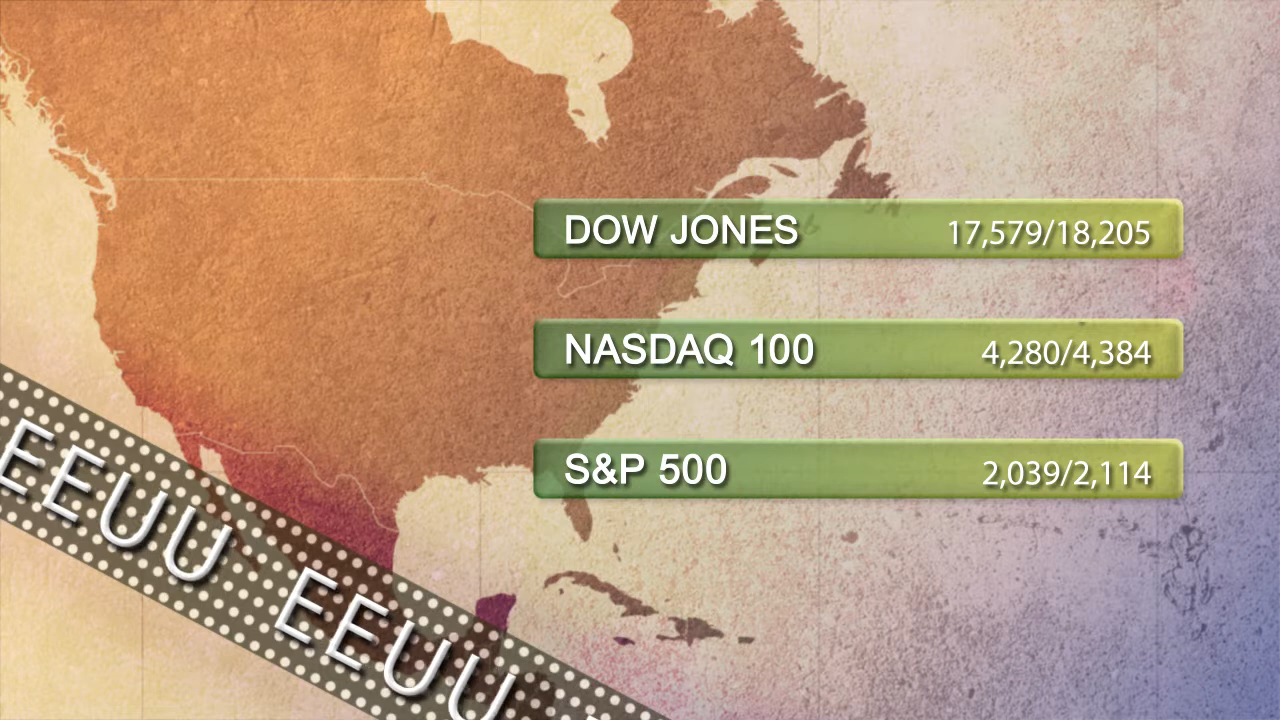 DOW JONES 17,579/18,205
NASDAQ 100 4,280/4,384
S&P 500 2,039/2,114
EEUU EEUU